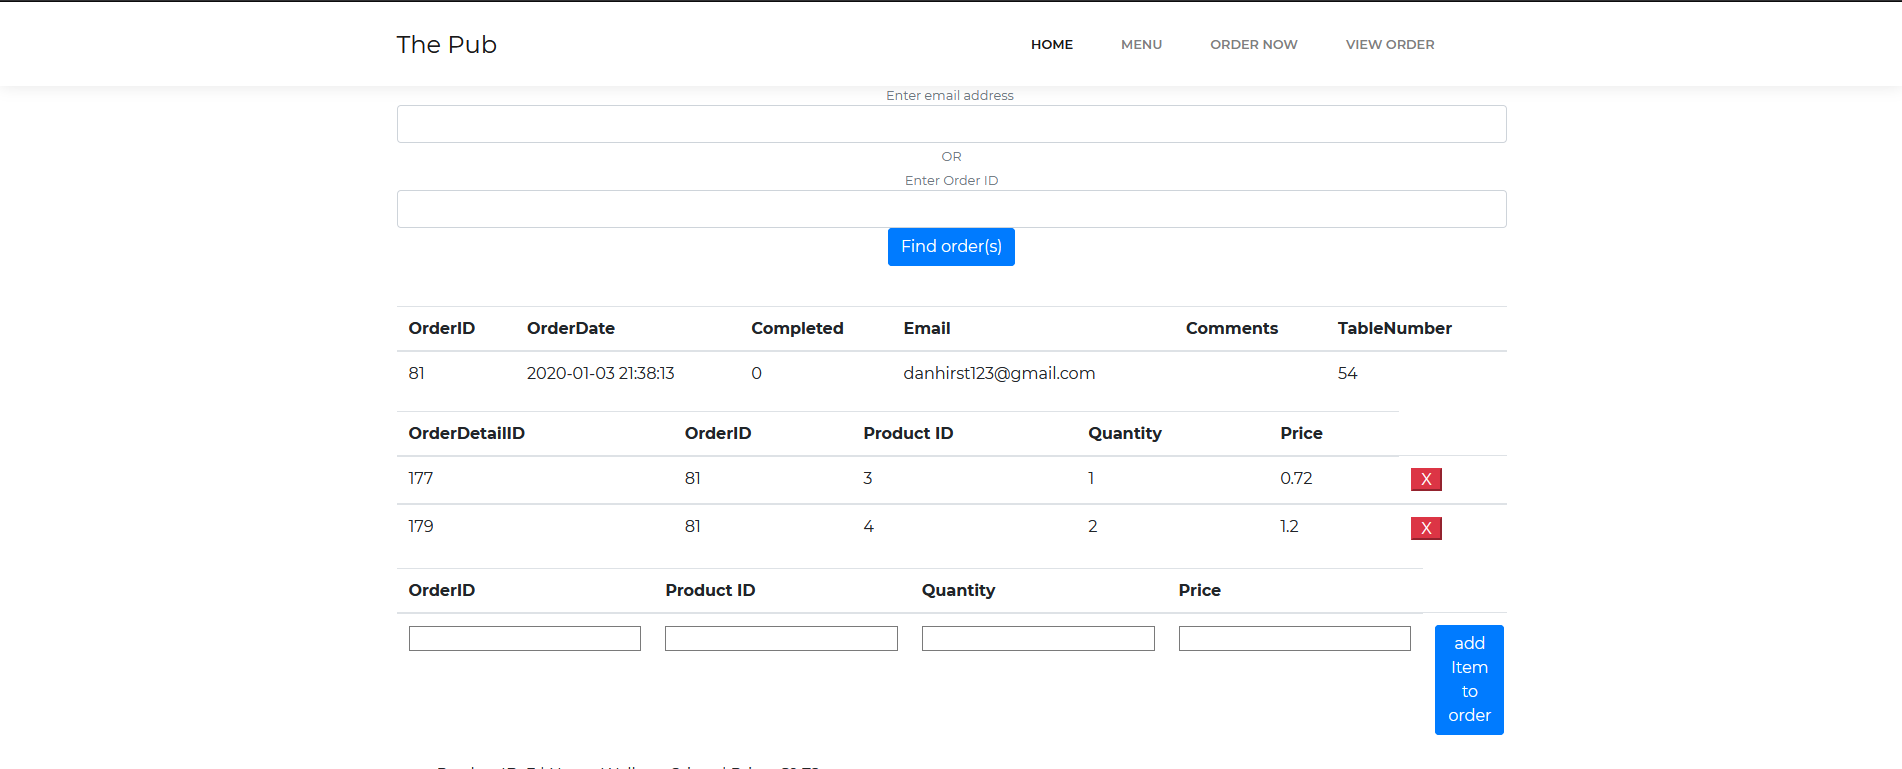 The Pub HOME MENU ORDER NOW VIEW ORDER
Enter email address
OR
Enter Order ID
Find order(s)
OrderID OrderDate Completed Email Comments TableNumber
81 2020-01-03 21:38:13 0 danhirst123@gmail.com 54
OrderDetailID OrderID Product ID Quantity Price
177 81 3 1 0.72 X
179 81 4 2 1.2 X
OrderID Product ID Quantity Price
add
Item
to
order